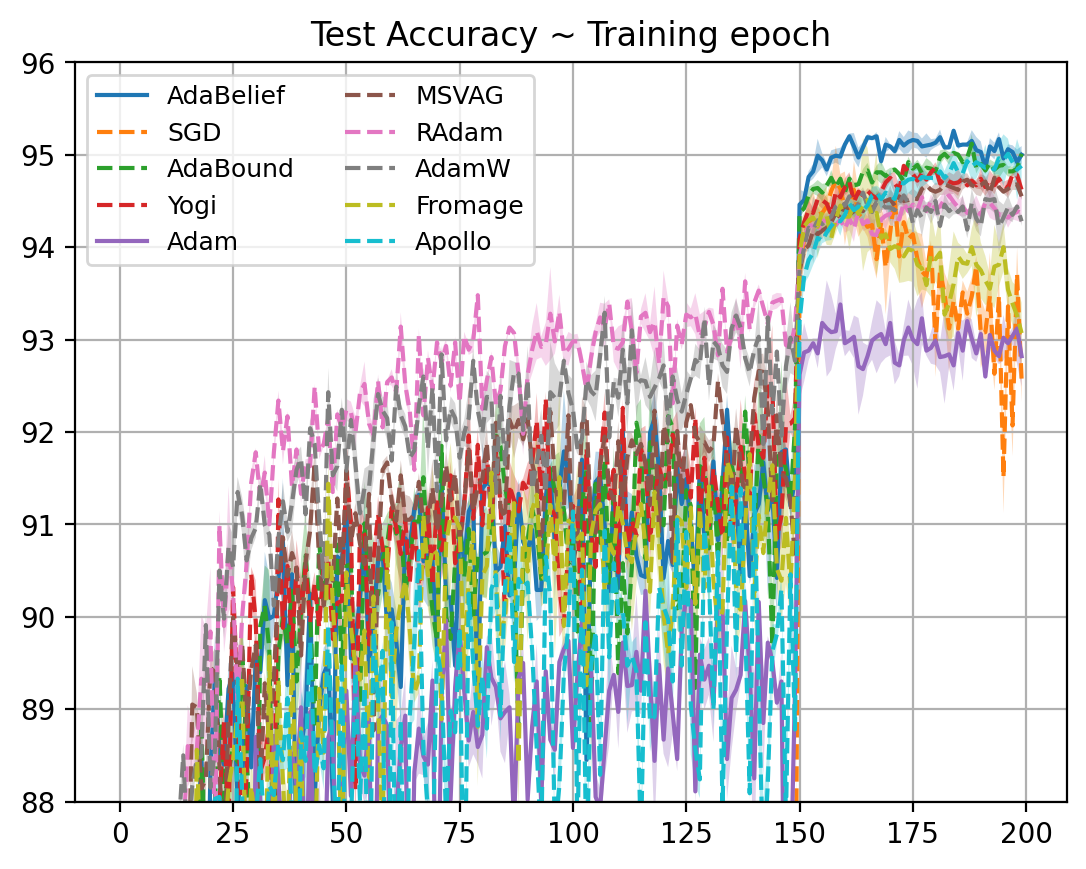 Test Accuracy ~ Training epoch
96
95
94
93
92
91
90
89
88
AdaBelief
SGD
AdaBound
Yogi
Adam
MSVAG
RAdam
AdamW
Fromage
Apollo
0 25 50 75 100 125 150 175 200